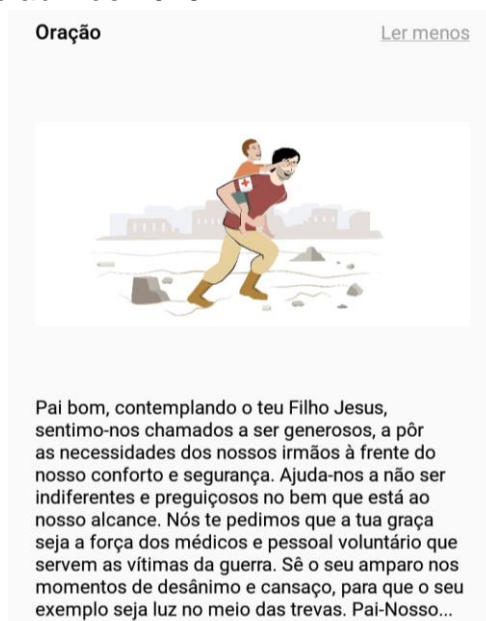 Oração
Ler menos
Pai bom, contemplando o teu Filho Jesus,
sentimo-nos chamados a ser generosos, a pôr
as necessidades dos nossos irmãos à frente do
nosso conforto e segurança. Ajuda-nos a não ser
indiferentes e preguiçosos no bem que está ao
nosso alcance. Nós te pedimos que a tua graça
seja a força dos médicos e pessoal voluntário que
servem as vítimas da guerra. Sê o seu amparo nos
momentos de desânimo e cansaço, para que o seu
exemplo seja luz no meio das trevas. Pai-Nosso...